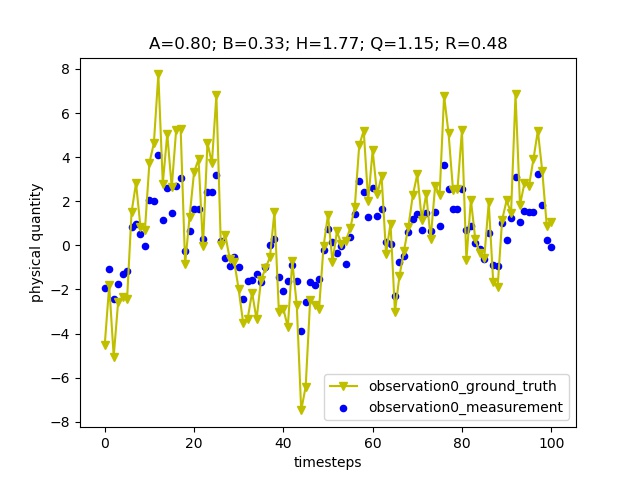 A=0.80; B=0.33; H=1.77; Q=1.15; R=0.48
physical quantity
8
6
4
2
0
−2
−4
−6
−8
observation0_ground_truth
observation0_measurement
0 20 40 60 80 100
timesteps